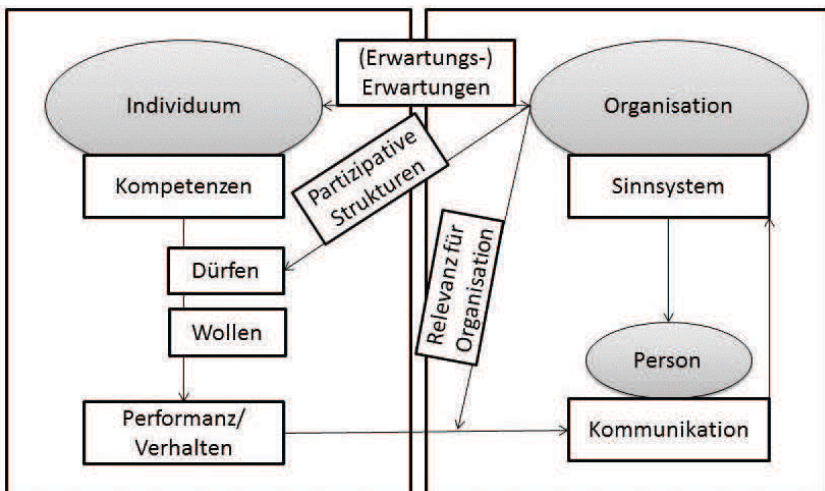 (Erwartungs-)
Erwartungen
Individuum
Organisation
Kompetenzen
Partizipative
Strukturen
Sinnsystem
Dürfen
Relevanz für
Organisation
Wollen
Person
Performanz/
Verhalten
Kommunikation